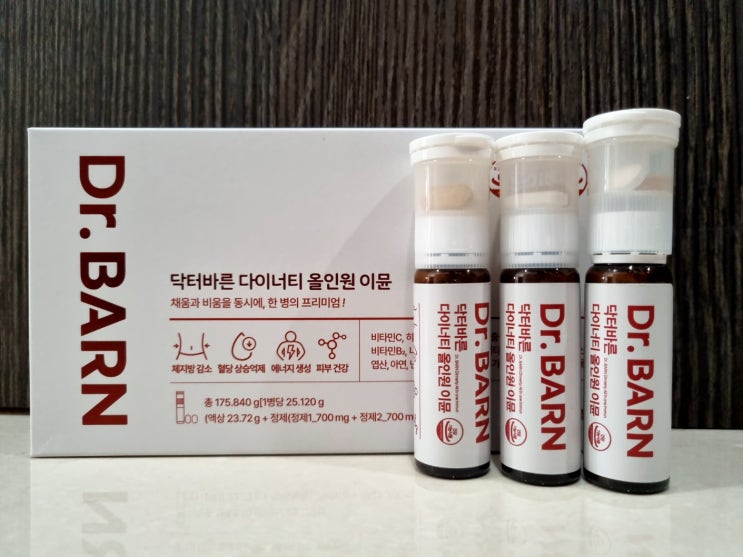 Dr. BARN
닥터바른 다이너티 올인원 이뮨
채움과 비움을 동시에, 한 병의 프리미엄 !
체지방 감소
혈당 상승억제
에너지 생성
피부 건강
비타민C,
비타민B₂,
염산, 아연,
총 175.840 g[1병당 25.120 g
(액상 23.72 g + 정제(정제1_700 mg + 정제2_700 m
Dr. BARN
닥터바른
다이너티 올인원 이뮨
Dr. BARN
닥터바른
다이너티 올인원 이뮨
Dr. BARN
닥터바른
다이너티 올인원 이뮨